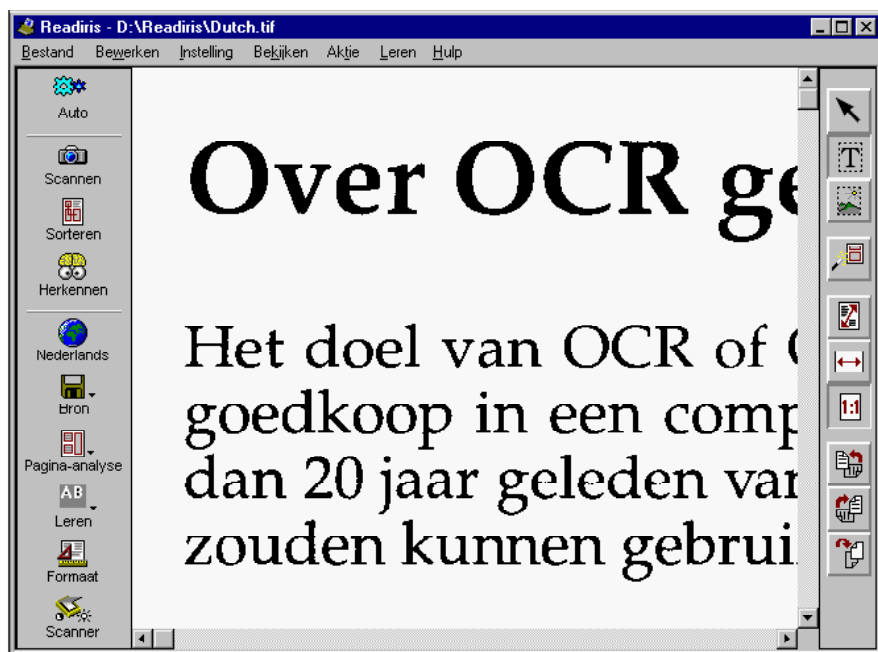 Readiris - D:\Readiris\Dutch.tif
Bestand Bewerken Instelling Bekijken Aktie Leren Hulp
Auto
Scannen
Sorteren
Herkennen
Nederlands
Bron
Pagina-analyse
AB
Leren
Formaat
Scanner
Over OCR ge
Het doel van OCR of
goedkoop in een comp
dan 20 jaar geleden van
zouden kunnen gebrui
T
1:1